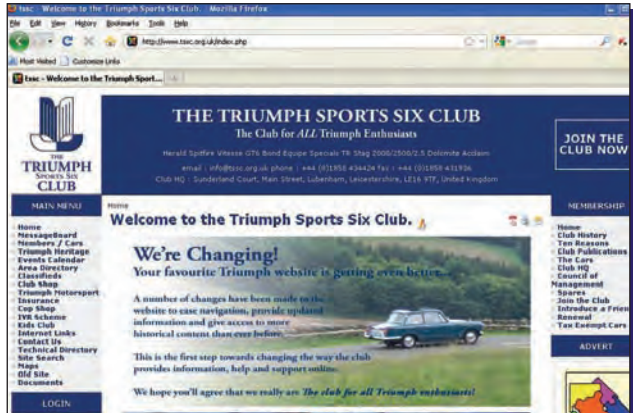 tssc - Welcome to the Triumph Sports Six Club. - Mozilla Firefox
File Edit View History Bookmarks Tools Help
http://www.tssc.org.uk/index.php
Most Visited Customize Links
tssc - Welcome to the Triumph Sport...
THE TRIUMPH SPORTS SIX CLUB
The Club for ALL Triumph Enthusiasts
Herald Spitfire Vitesse GT6 Bond Equipe Specials TR Stag 2000/2500/2.5 Dolomite Acclaim
email : info@tssc.org.uk phone : +44 (0)1858 434424 fax : +44 (0)1858 431936
Club HQ : Sunderland Court, Main Street, Lubenham, Leicestershire, LE16 9TF, United Kingdom
JOIN THE
CLUB NOW
THE
TRIUMPH
SPORTS SIX
CLUB
MAIN MENU
Home
MessageBoard
Members / Cars
Triumph Heritage
Events Calendar
Area Directory
Classifieds
Club Shop
Triumph Motorsport
Insurance
Cop Shop
IVR Scheme
Kids Club
Internet Links
Contact Us
Technical Directory
Site Search
Maps
Old Site
Documents
LOGIN
Home
Welcome to the Triumph Sports Six Club.
We're Changing!
Your favourite Triumph website is getting even better...
A number of changes have been made to the
website to ease navigation, provide updated
information and give access to more
historical content than ever before.
This is the first step towards changing the way the club
provides information, help and support online.
We hope you'll agree that we really are The club for all Triumph enthusiasts!
MEMBERSHIP
Home
Club History
Ten Reasons
Club Publications
The Cars
Club HQ
Council of
Management
Spares
Join the Club
Introduce a Frien
Renewal
Tax Exempt Cars
ADVERT